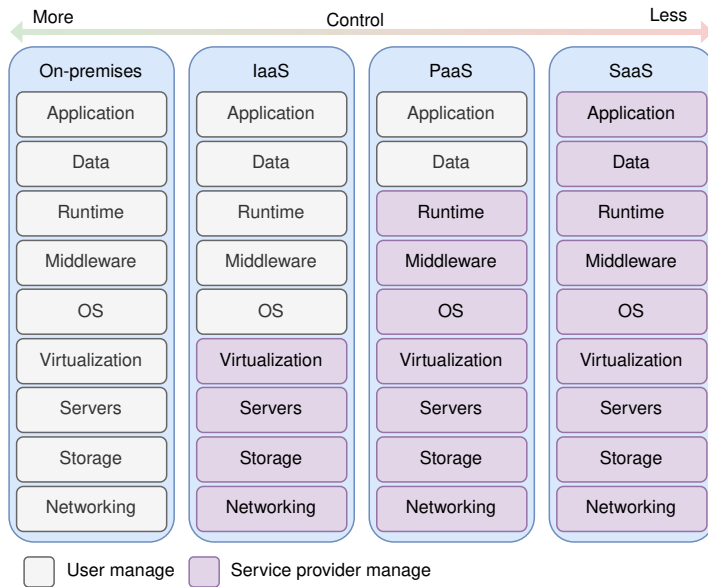 More
Control
Less
On-premises
Application
Data
Runtime
Middleware
OS
Virtualization
Servers
Storage
Networking
IaaS
Application
Data
Runtime
Middleware
OS
Virtualization
Servers
Storage
Networking
PaaS
Application
Data
Runtime
Middleware
OS
Virtualization
Servers
Storage
Networking
SaaS
Application
Data
Runtime
Middleware
OS
Virtualization
Servers
Storage
Networking
User manage
Service provider manage